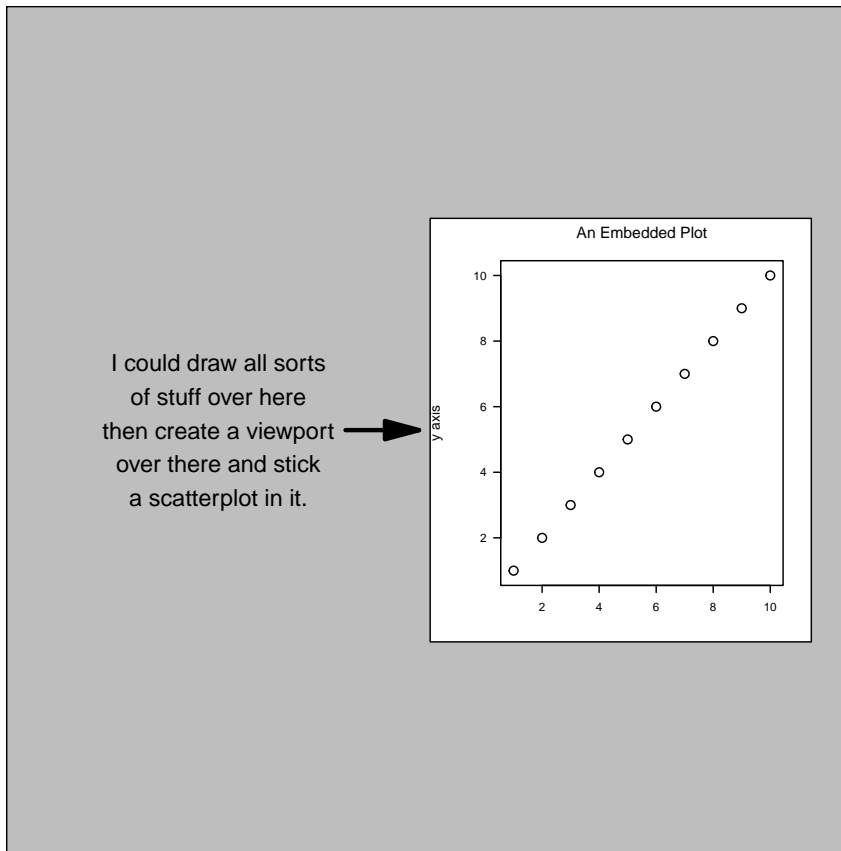 I could draw all sorts
of stuff over here
then create a viewport
over there and stick
a scatterplot in it.
An Embedded Plot
y axis
10
8
6
4
2
2 4 6 8 10